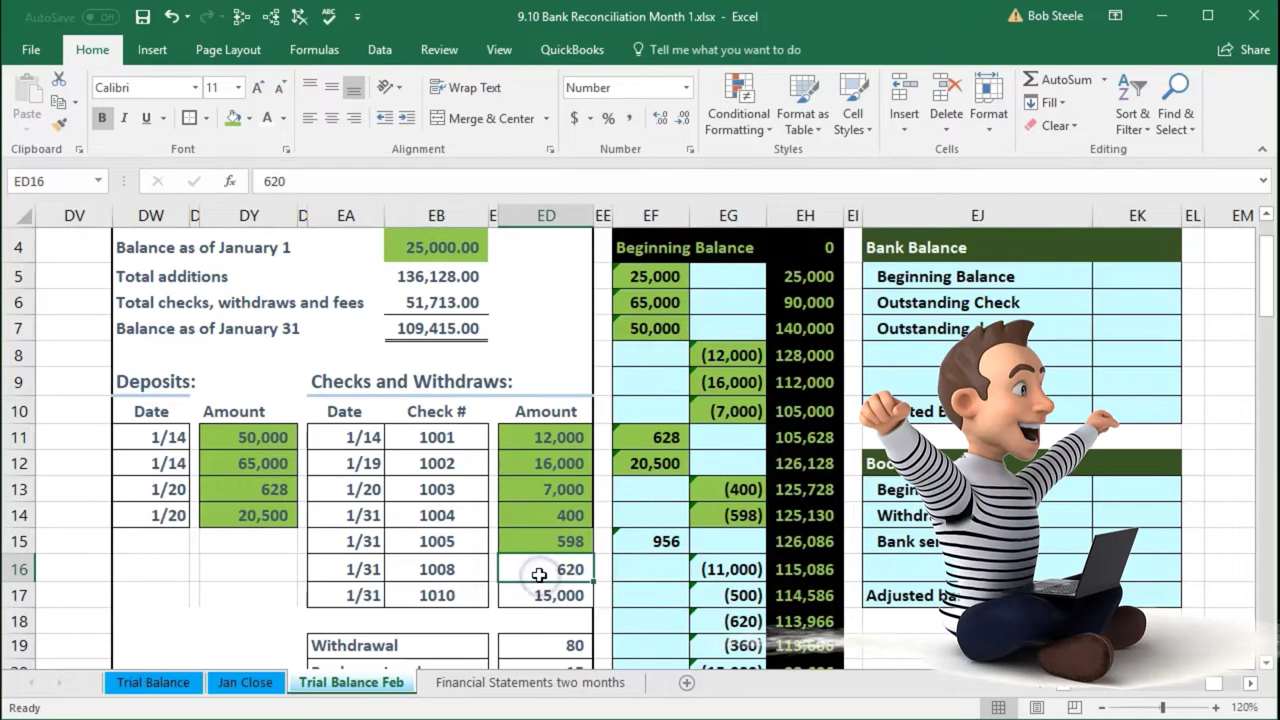 AutoSave Off 9.10 Bank Reconciliation Month 1.xlsx - Excel Bob Steele
File Home Insert Page Layout Formulas Data Review View QuickBooks Tell me what you want to do Share
Paste Calibri 11 Wrap Text Number Conditional Formatting Format as Table Cell Styles Insert Delete Format AutoSum Sort & Filter Find & Select
B I U A Merge & Center $ % , Fill Clear
Clipboard Font Alignment Number Styles Cells Editing
ED16 fx 620
DV DW D DY D EA EB E ED EE EF EG EH EI EJ EK EL EM
4 Balance as of January 1 25,000.00 Beginning Balance 0 Bank Balance
5 Total additions 136,128.00 25,000 25,000 Beginning Balance
6 Total checks, withdraws and fees 51,713.00 65,000 90,000 Outstanding Check
7 Balance as of January 31 109,415.00 50,000 140,000 Outstanding
8 (12,000) 128,000
9 Deposits: Checks and Withdraws: (16,000) 112,000
10 Date Amount Date Check # Amount (7,000) 105,000
11 1/14 50,000 1/14 1001 12,000 628 105,628
12 1/14 65,000 1/19 1002 16,000 20,500 126,128
13 1/20 628 1/20 1003 7,000 (400) 125,728
14 1/20 20,500 1/31 1004 400 (598) 125,130
15 1/31 1005 598 956 126,086 Bank
16 1/31 1008 620 (11,000) 115,086
17 1/31 1010 15,000 (500) 114,586 Adjusted
18 (620) 113,966
19 Withdrawal 80 (360) 113,606
Trial Balance Jan Close Trial Balance Feb Financial Statements two months
Ready 120%